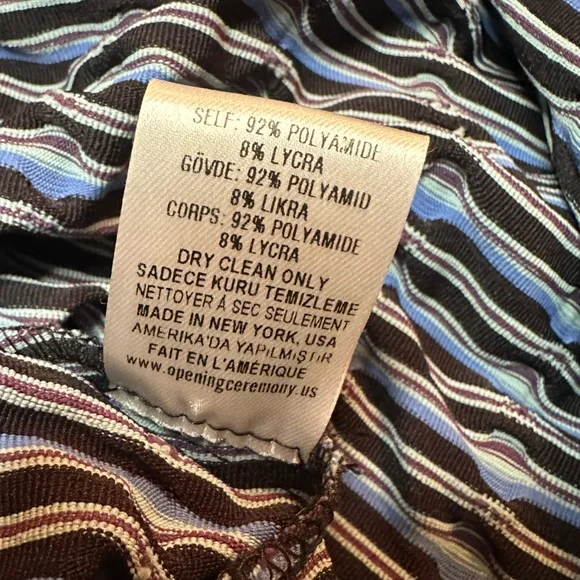 SELF: 92% POLYAMIDE
8% LYCRA
GÖVDE: 92% POLYAMID
8% LIKRA
CORPS: 92% POLYAMIDE
8% LYCRA
DRY CLEAN ONLY
SADECE KURU TEMIZLEME
NETTOYER À SEC SEULEMENT
MADE IN NEW YORK, USA
AMERIKA'DA YAPILMIŞTIR
FAIT EN L'AMÉRIQUE
www.openingceremony.us